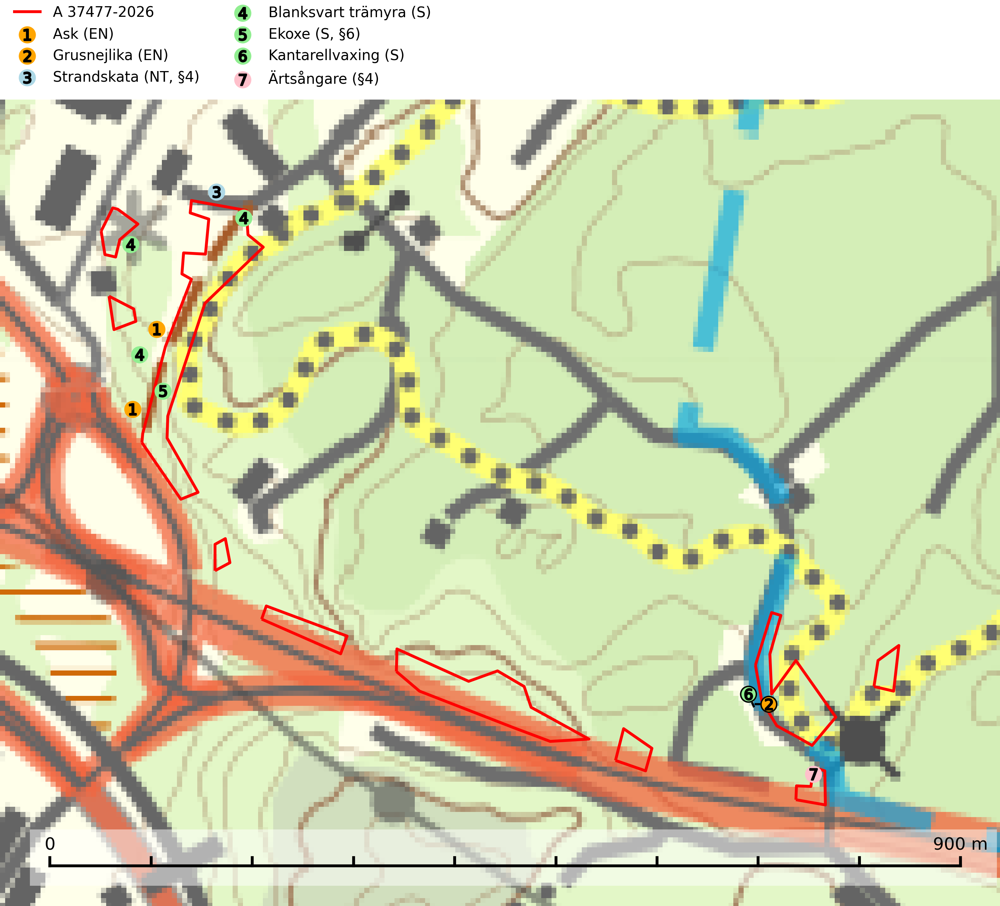 A 37477-2026
1 Ask (EN)
2 Grusnejlika (EN)
3 Strandskata (NT, §4)
4 Blanksvart trämyra (S)
5 Ekoxe (S, §6)
6 Kantarellvaxing (S)
7 Ärtsångare (§4)
3
4
4
1
4
5
1
6
2
7
0
900 m